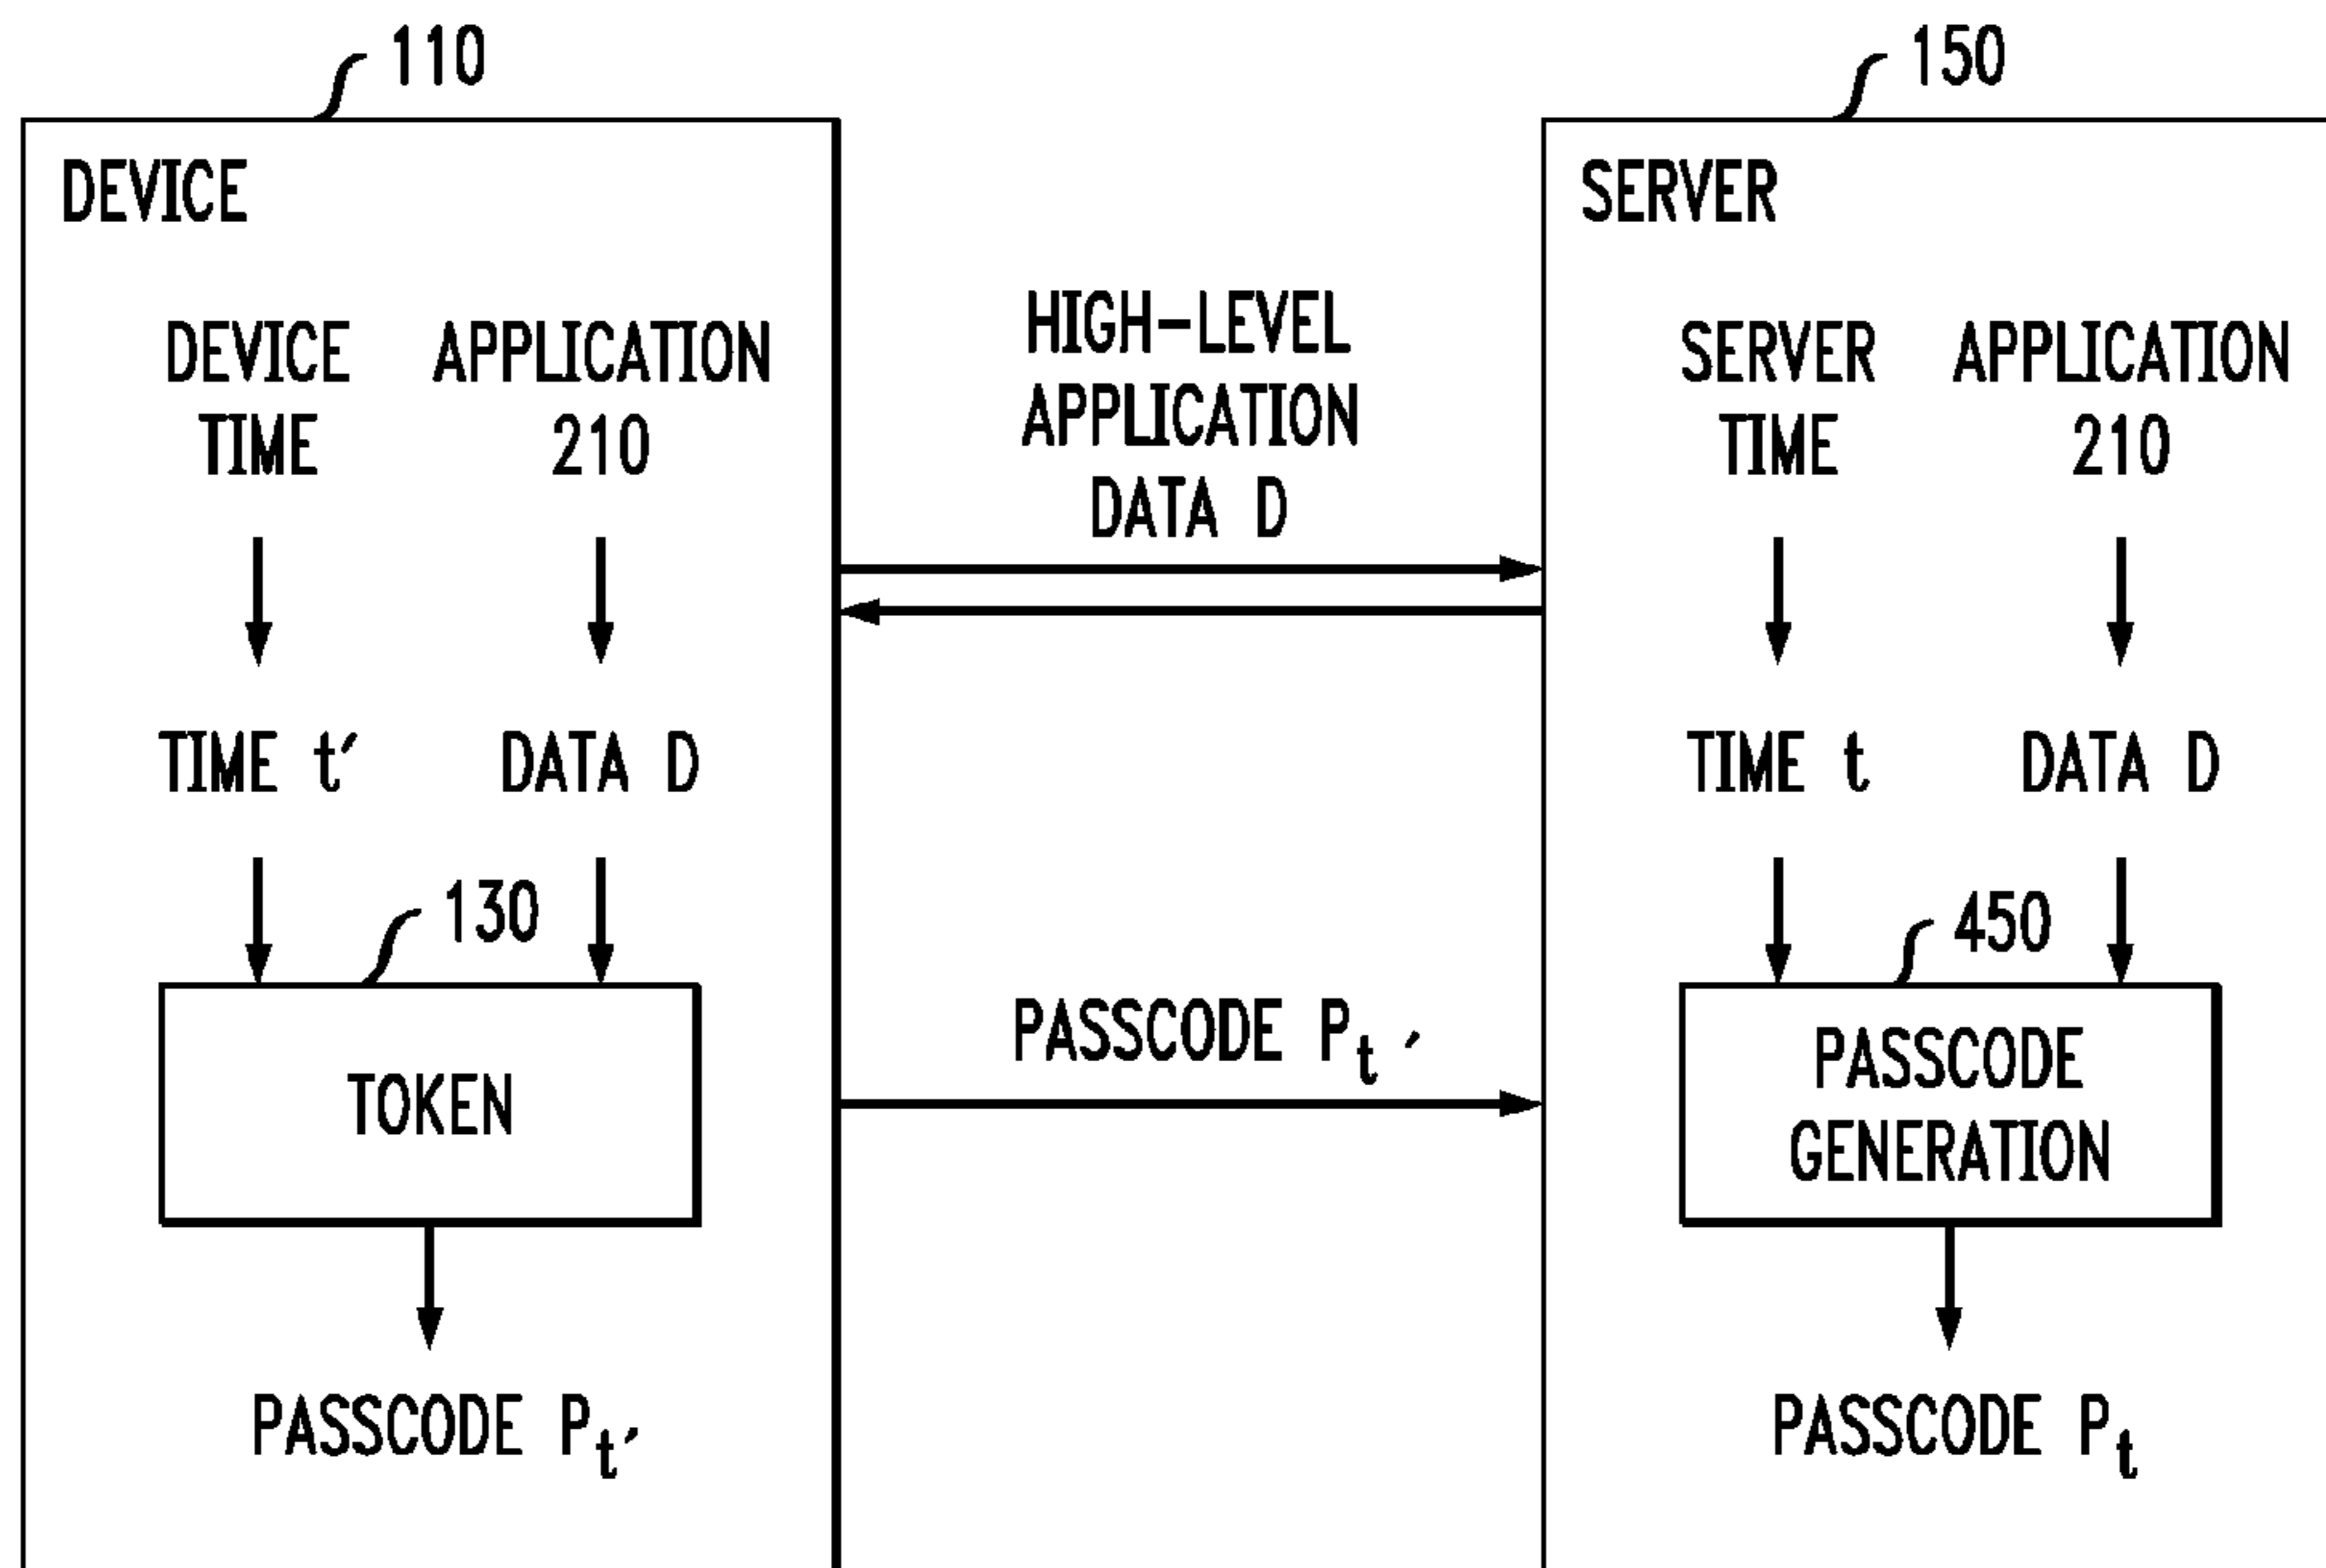 110
150
DEVICE
SERVER
DEVICE TIME
APPLICATION 210
HIGH-LEVEL
APPLICATION
DATA D
SERVER TIME
APPLICATION 210
TIME t′
DATA D
TIME t
DATA D
130
450
TOKEN
PASSCODE Pt′
PASSCODE
GENERATION
PASSCODE Pt′
PASSCODE Pt